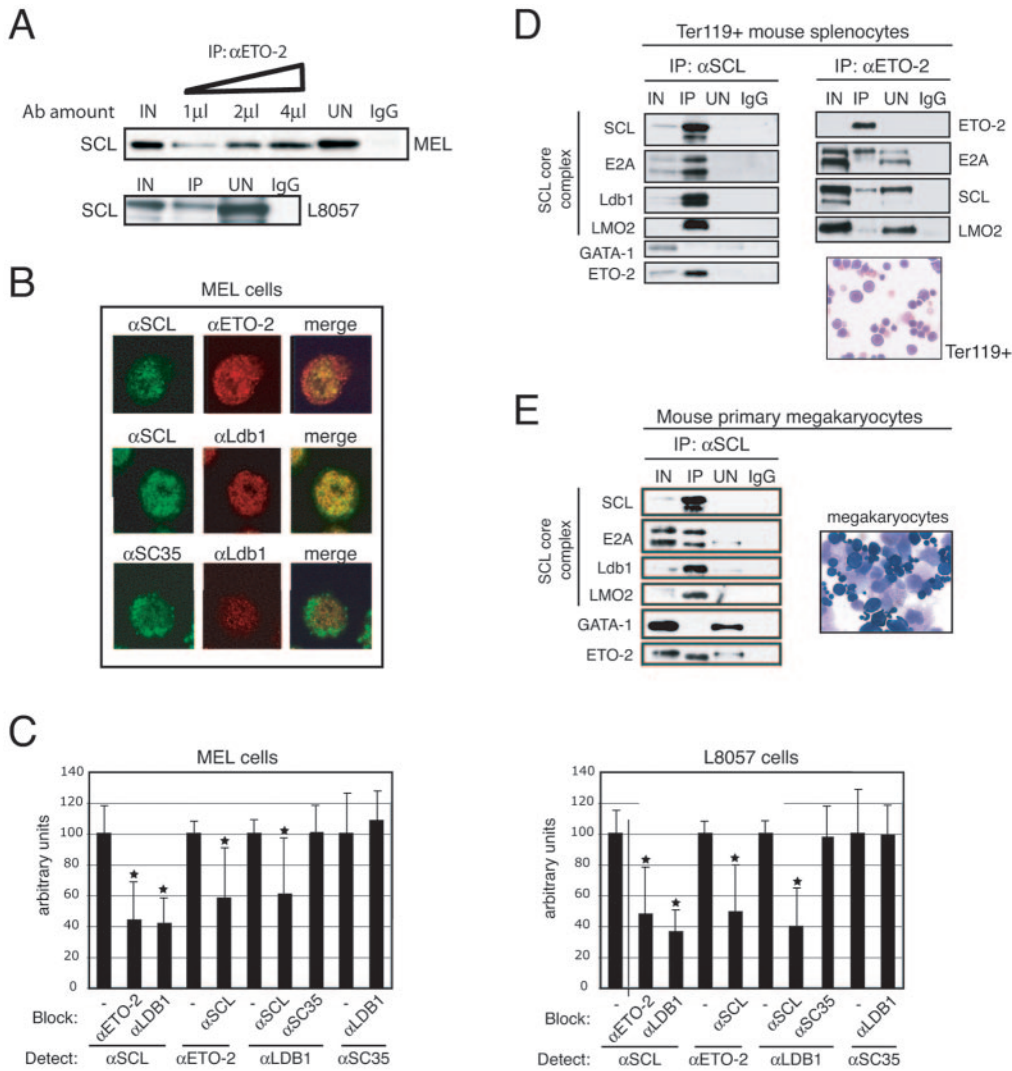 A
IP: αETO-2
Ab amount IN 1µl 2µl 4µl UN IgG
SCL MEL
IN IP UN IgG
SCL L8057
B
MEL cells
αSCL αETO-2 merge
αSCL αLdb1 merge
αSC35 αLdb1 merge
C
MEL cells
arbitrary units
140
120
100
80
60
40
20
0
Block: - αETO-2 αLDB1 - αSCL - αSCL αSC35 - αLDB1
Detect: αSCL αETO-2 αLDB1 αSC35
L8057 cells
arbitrary units
140
120
100
80
60
40
20
0
Block: - αETO-2 αLDB1 - αSCL - αSCL αSC35 - αLDB1
Detect: αSCL αETO-2 αLDB1 αSC35
D
Ter119+ mouse splenocytes
IP: αSCL
IN IP UN IgG
SCL core complex
SCL
E2A
Ldb1
LMO2
GATA-1
ETO-2
IP: αETO-2
IN IP UN IgG
ETO-2
E2A
SCL
LMO2
Ter119+
E
Mouse primary megakaryocytes
IP: αSCL
IN IP UN IgG
SCL core complex
SCL
E2A
Ldb1
LMO2
GATA-1
ETO-2
megakaryocytes